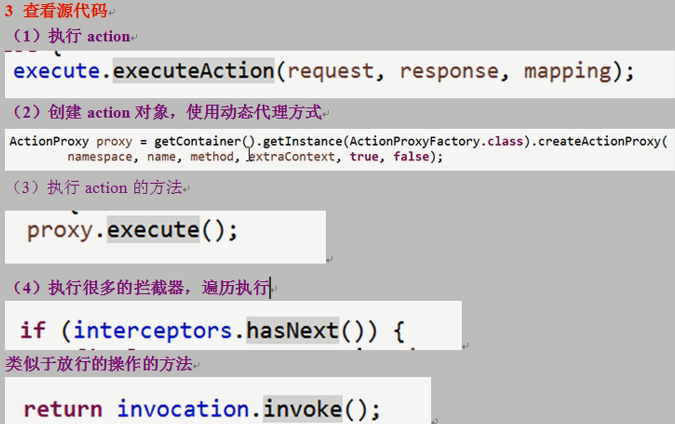 3 查看源代码
（1）执行 action
execute.executeAction(request, response, mapping);
（2）创建 action 对象，使用动态代理方式
ActionProxy proxy = getContainer().getInstance(ActionProxyFactory.class).createActionProxy(
namespace, name, method, extraContext, true, false);
（3）执行 action 的方法
proxy.execute();
（4）执行很多的拦截器，遍历执行
if (interceptors.hasNext()) {
类似于放行的操作的方法
return invocation.invoke();